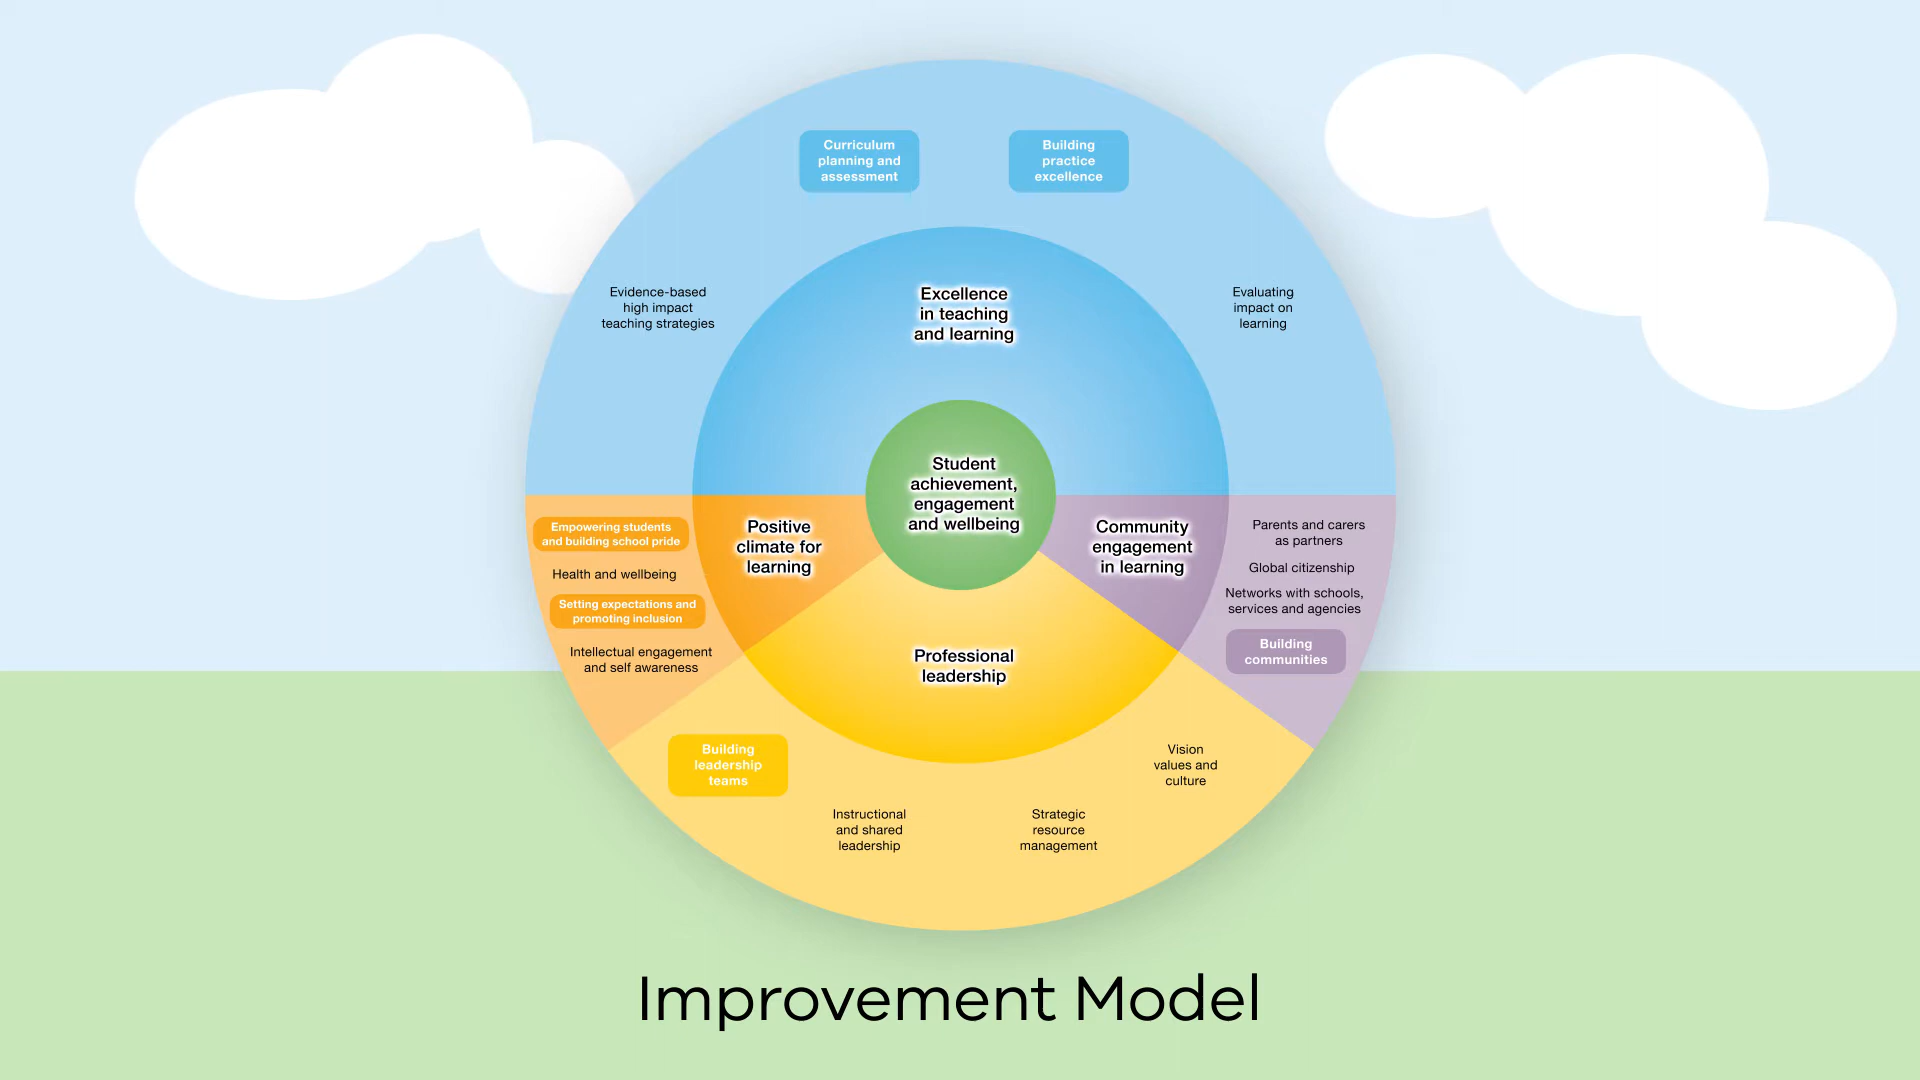 Curriculum
planning and
assessment
Building
practice
excellence
Evidence-based
high impact
teaching strategies
Excellence
in teaching
and learning
Evaluating
impact on
learning
Student
achievement,
engagement
and wellbeing
Empowering students
and building school pride
Health and wellbeing
Setting expectations and
promoting inclusion
Intellectual engagement
and self awareness
Positive
climate for
learning
Community
engagement
in learning
Parents and carers
as partners
Global citizenship
Networks with schools,
services and agencies
Building
communities
Professional
leadership
Building
leadership
teams
Instructional
and shared
leadership
Strategic
resource
management
Vision
values and
culture
Improvement Model